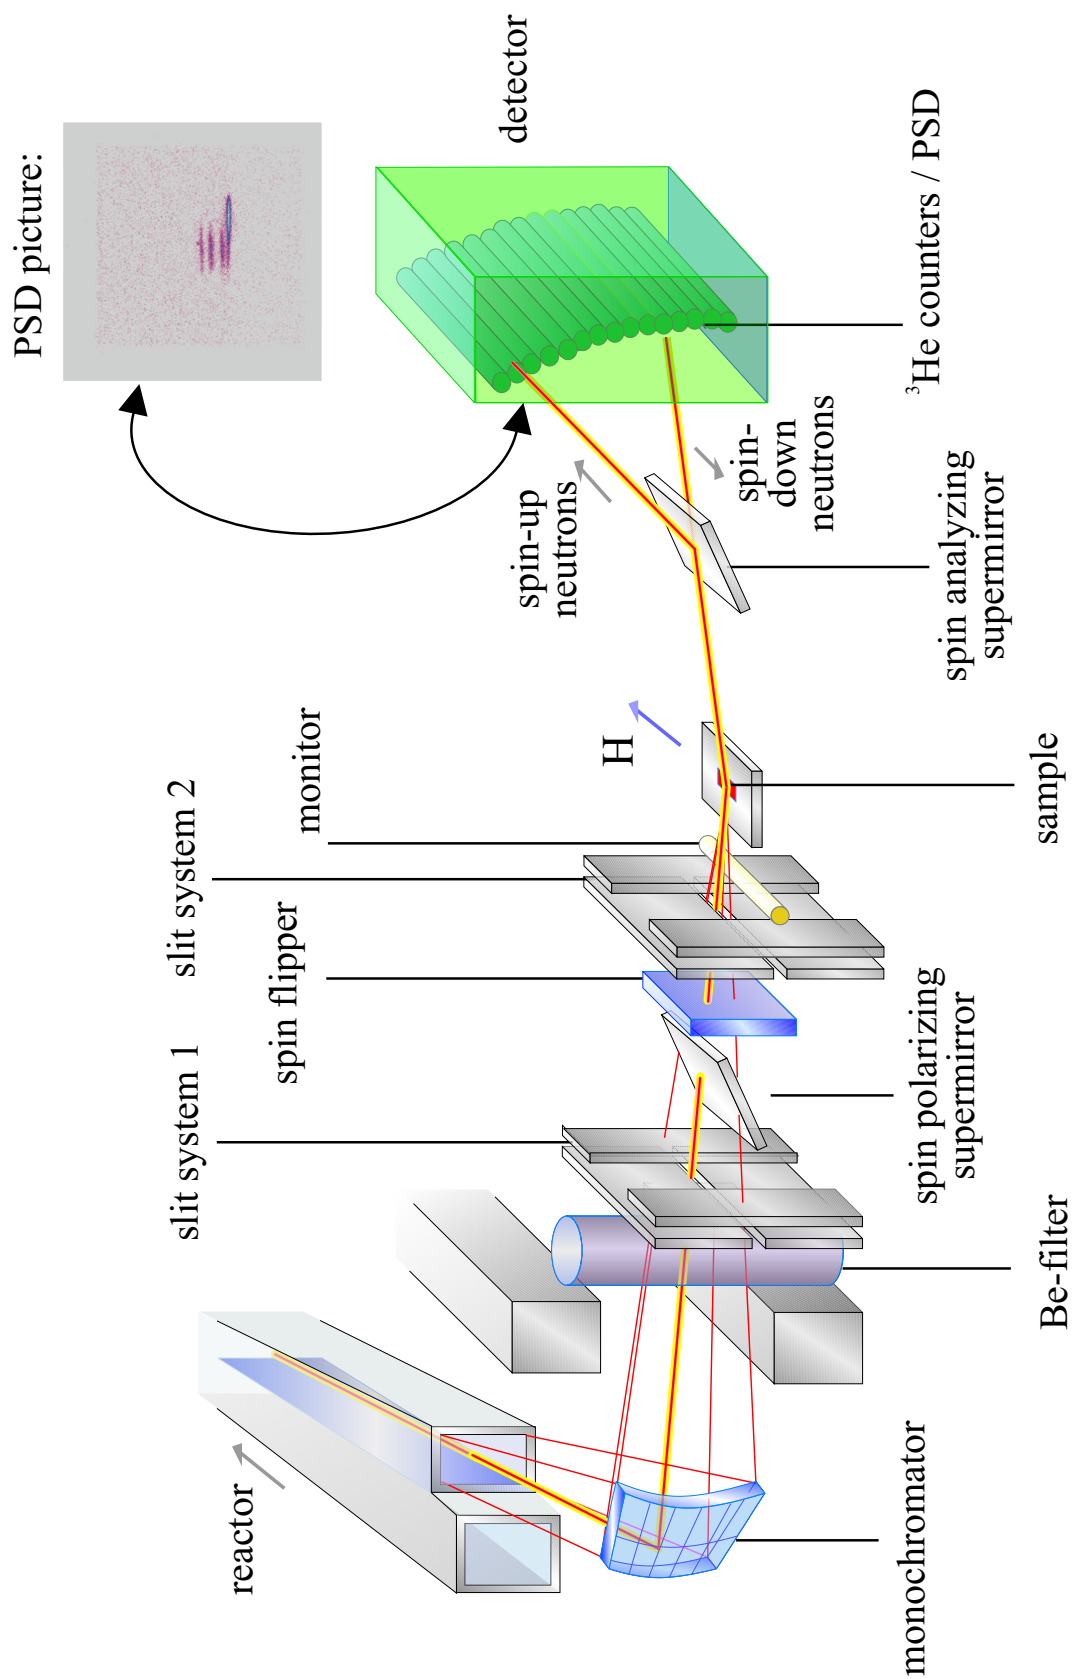 PSD picture:
detector
³He counters / PSD
spin-up
neutrons
spin-
down
neutrons
spin analyzing
supermirror
H
sample
monitor
slit system 2
spin flipper
spin polarizing
supermirror
slit system 1
Be-filter
reactor
monochromator